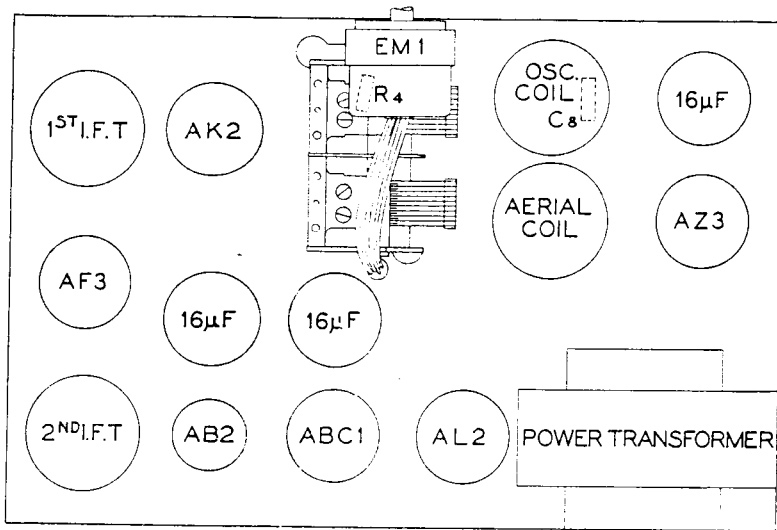 EM1
R4
OSC.
COIL
C8
16µF
1ST I.F.T
AK2
AERIAL
COIL
AZ3
AF3
16µF
16µF
2ND I.F.T
AB2
ABC1
AL2
POWER TRANSFORMER